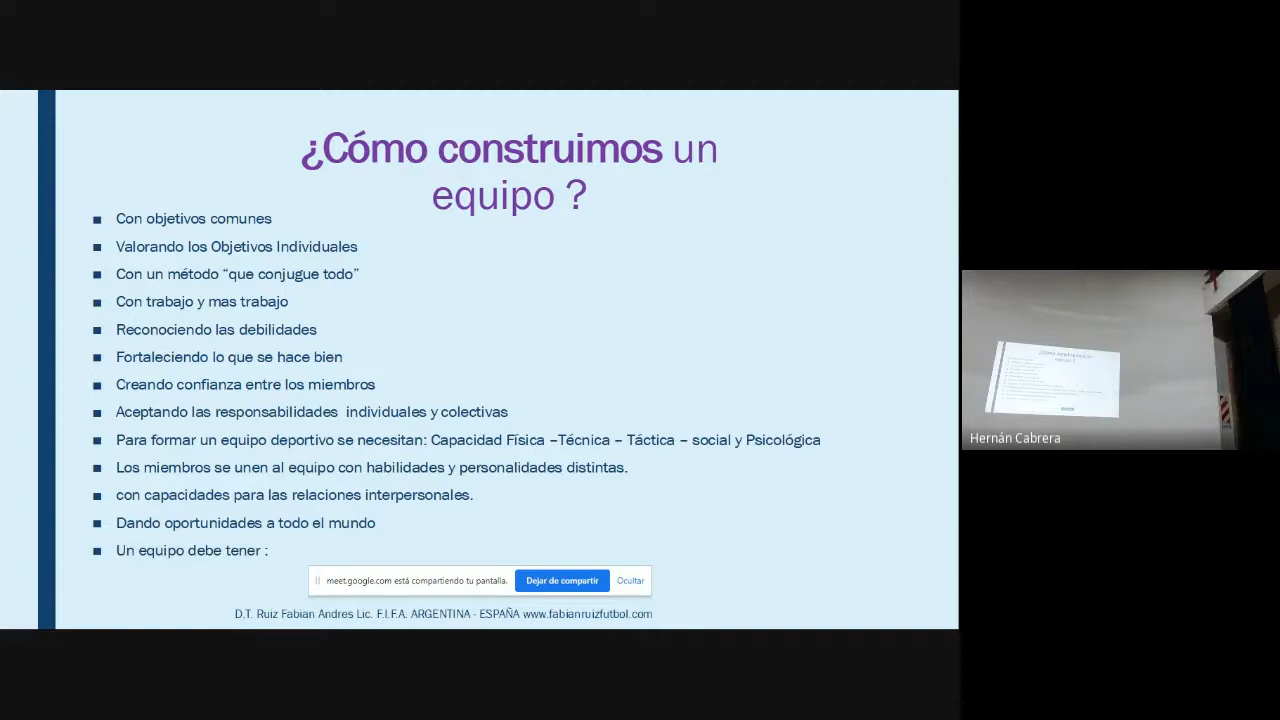 ¿Cómo construimos un
equipo ?
■ Con objetivos comunes
■ Valorando los Objetivos Individuales
■ Con un método “que conjugue todo”
■ Con trabajo y mas trabajo
■ Reconociendo las debilidades
■ Fortaleciendo lo que se hace bien
■ Creando confianza entre los miembros
■ Aceptando las responsabilidades  individuales y colectivas
■ Para formar un equipo deportivo se necesitan: Capacidad Física –Técnica – Táctica – social y Psicológica
■ Los miembros se unen al equipo con habilidades y personalidades distintas.
■ con capacidades para las relaciones interpersonales.
■ Dando oportunidades a todo el mundo
■ Un equipo debe tener :
meet.google.com está compartiendo tu pantalla. Dejar de compartir Ocultar
D.T. Ruiz Fabian Andres Lic. F.I.F.A. ARGENTINA - ESPAÑA www.fabianruizfutbol.com
¿Cómo construimos un
equipo ?
Hernán Cabrera